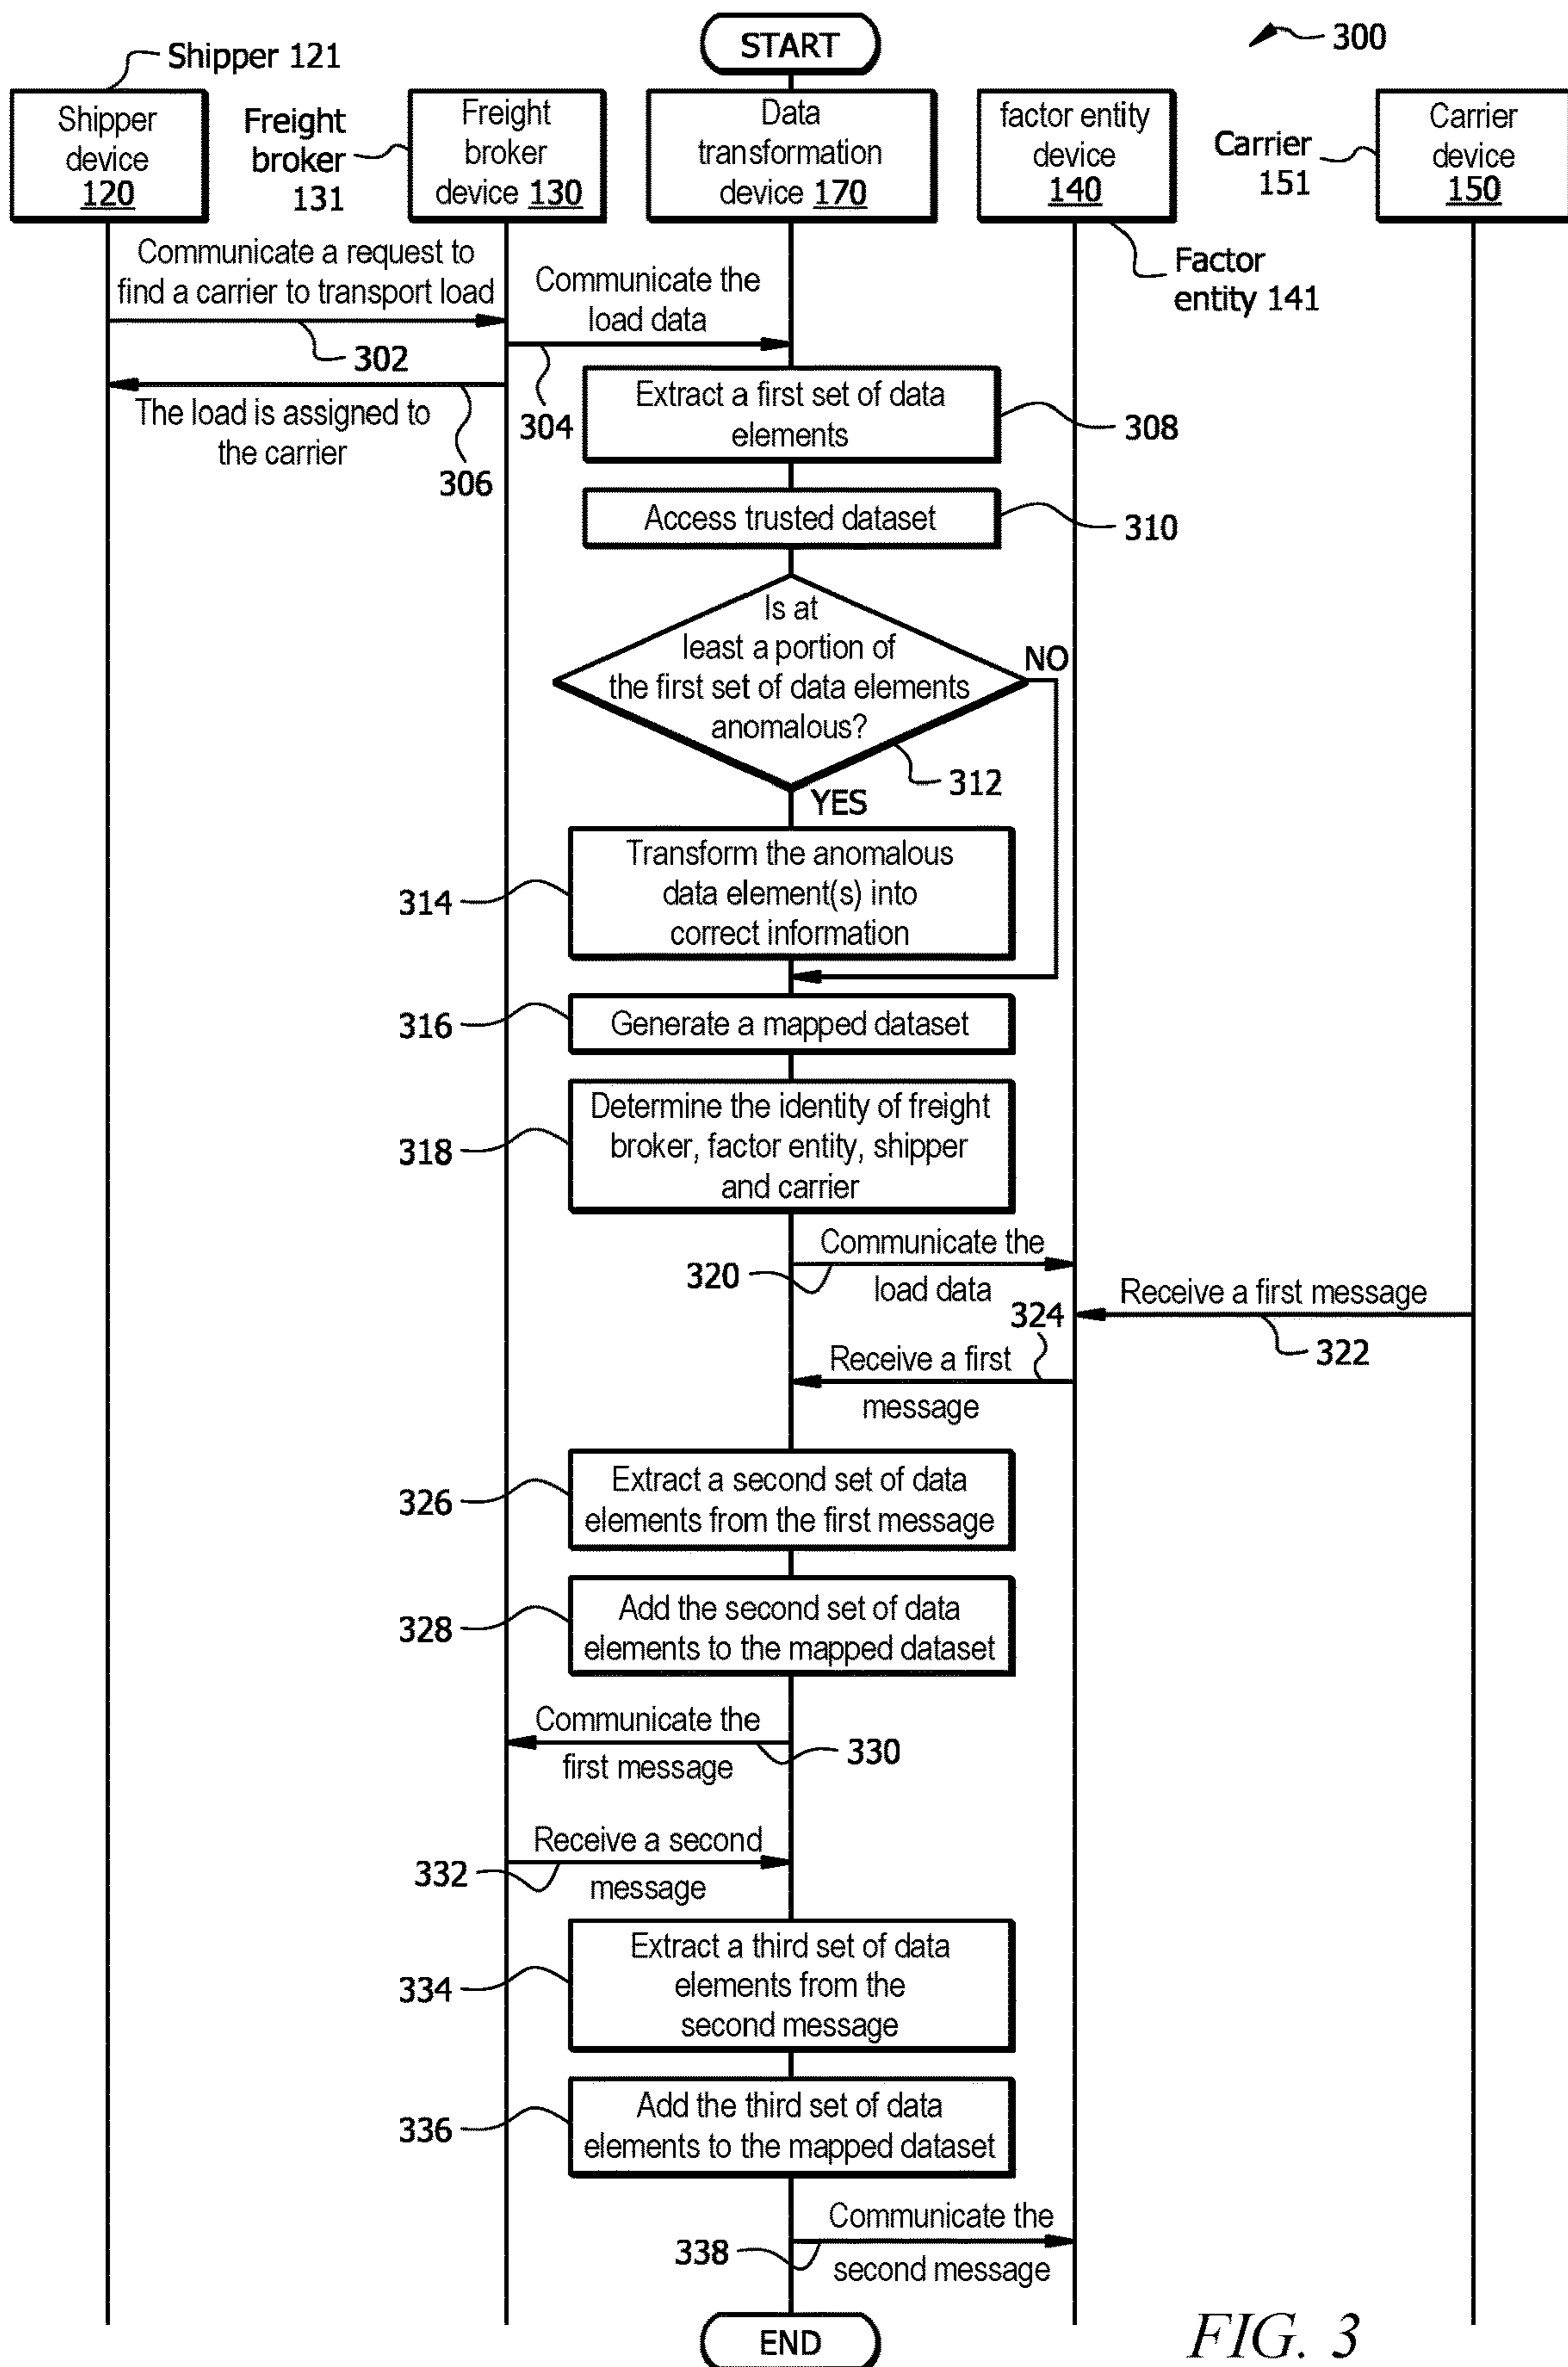 START
300
Shipper 121
Shipper
device
120
Freight
broker
131
Freight
broker
device 130
Data
transformation
device 170
factor entity
device
140
Carrier
151
Carrier
device
150
Factor
entity 141
Communicate a request to
find a carrier to transport load
302
Communicate the
load data
304
The load is assigned to
the carrier
306
Extract a first set of data
elements
308
Access trusted dataset
310
Is at
least a portion of
the first set of data elements
anomalous?
NO
312
YES
Transform the anomalous
data element(s) into
correct information
314
Generate a mapped dataset
316
Determine the identity of freight
broker, factor entity, shipper
and carrier
318
Communicate the
load data
320
Receive a first message
322
324
Receive a first
message
Extract a second set of data
elements from the first message
326
Add the second set of data
elements to the mapped dataset
328
Communicate the
first message
330
Receive a second
message
332
Extract a third set of data
elements from the
second message
334
Add the third set of data
elements to the mapped dataset
336
Communicate the
second message
338
END
FIG. 3